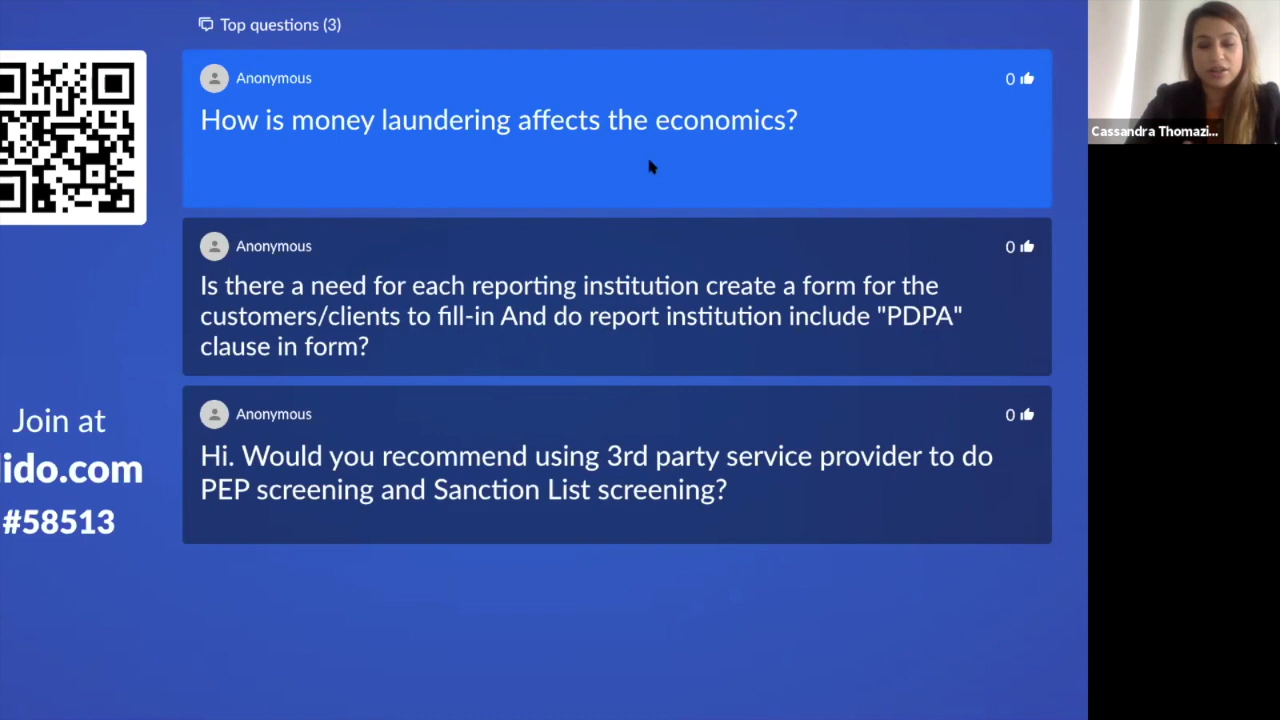 Top questions (3)
Anonymous
0
How is money laundering affects the economics?
Anonymous
0
Is there a need for each reporting institution create a form for the
customers/clients to fill-in And do report institution include "PDPA"
clause in form?
Anonymous
0
Hi. Would you recommend using 3rd party service provider to do
PEP screening and Sanction List screening?
Join at
lido.com
#58513
Cassandra Thomazi...